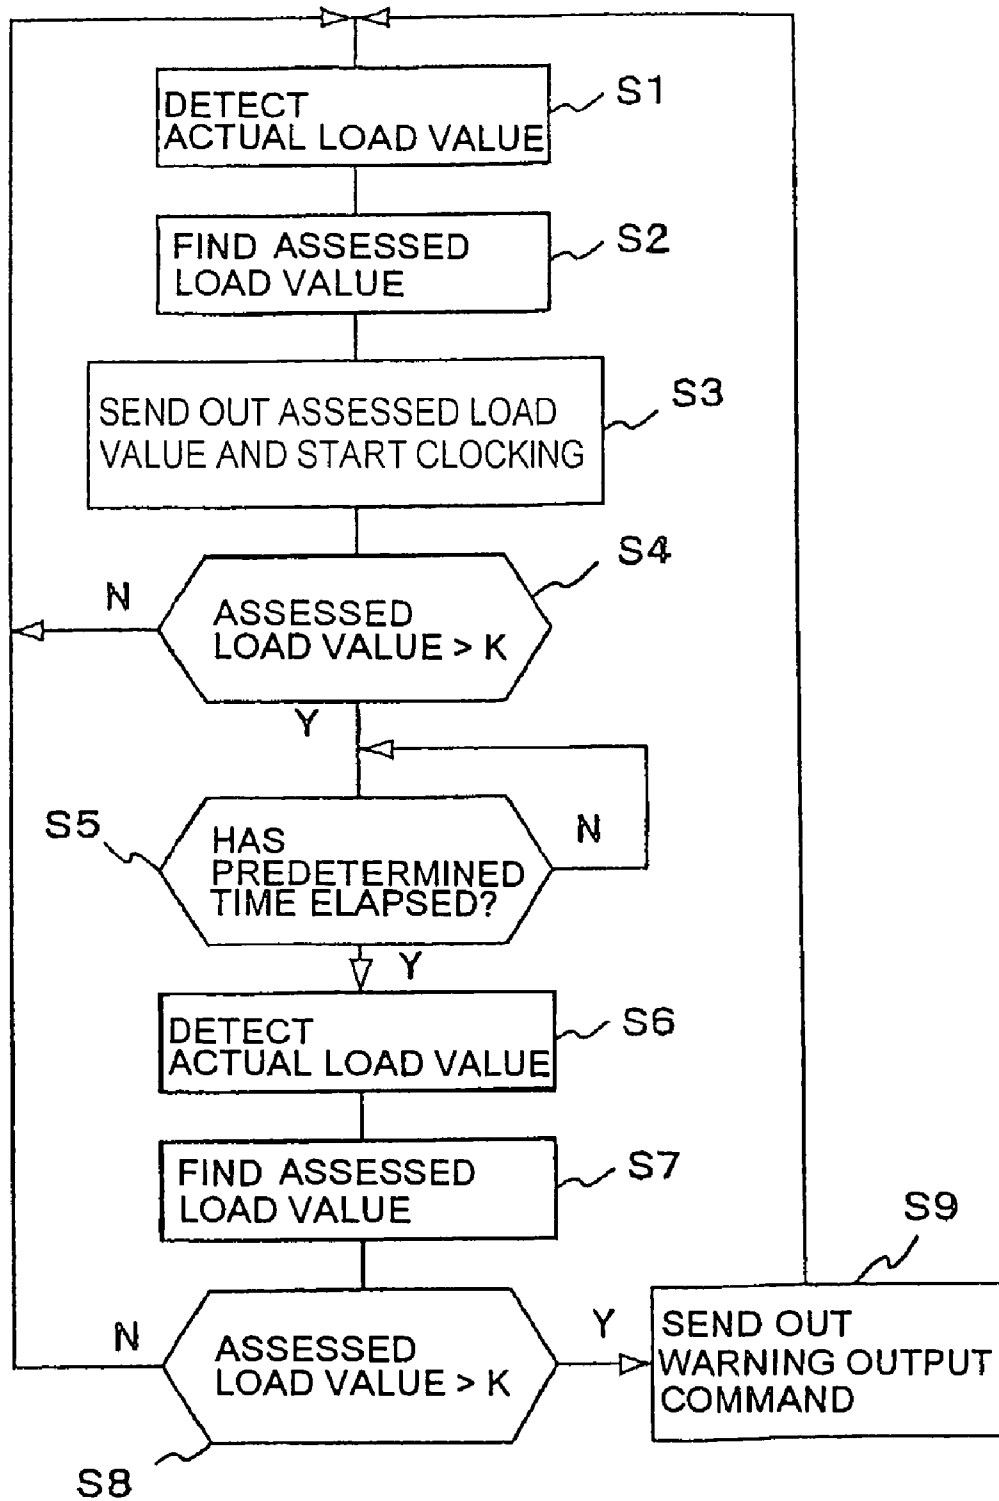 DETECT
ACTUAL LOAD VALUE
S1
FIND ASSESSED
LOAD VALUE
S2
SEND OUT ASSESSED LOAD
VALUE AND START CLOCKING
S3
S4
N
ASSESSED
LOAD VALUE > K
Y
S5
HAS
PREDETERMINED
TIME ELAPSED?
N
Y
DETECT
ACTUAL LOAD VALUE
S6
FIND ASSESSED
LOAD VALUE
S7
S9
N
ASSESSED
LOAD VALUE > K
Y
SEND OUT
WARNING OUTPUT
COMMAND
S8